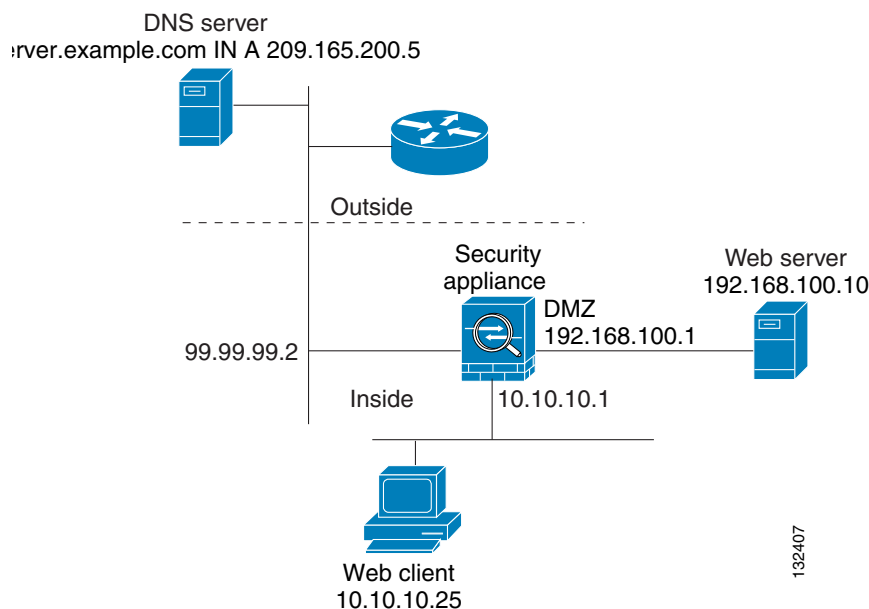 DNS server
erver.example.com IN A 209.165.200.5
Outside
Security
appliance
Web server
192.168.100.10
DMZ
192.168.100.1
99.99.99.2
Inside
10.10.10.1
Web client
10.10.10.25
132407